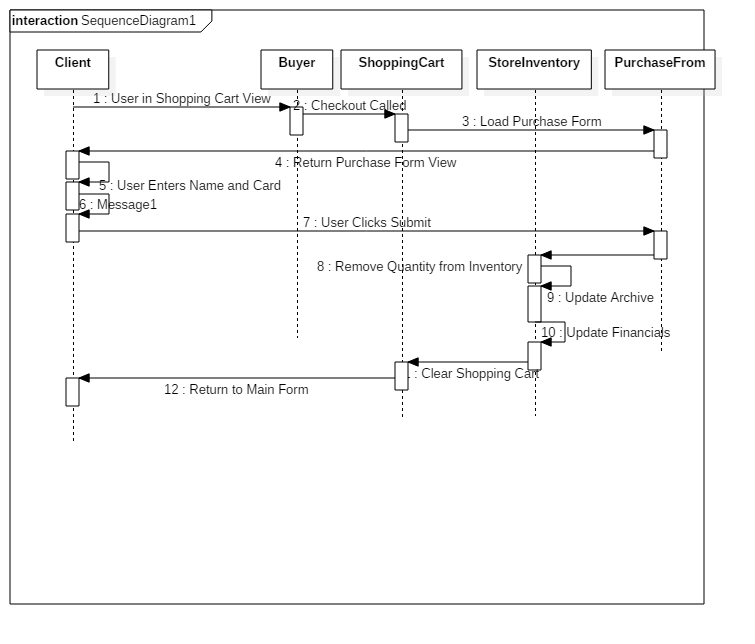 interaction SequenceDiagram1
Client
Buyer
ShoppingCart
StoreInventory
PurchaseFrom
1 : User in Shopping Cart View
2 : Checkout Called
3 : Load Purchase Form
4 : Return Purchase Form View
5 : User Enters Name and Card
6 : Message1
7 : User Clicks Submit
8 : Remove Quantity from Inventory
9 : Update Archive
10 : Update Financials
: Clear Shopping Cart
12 : Return to Main Form